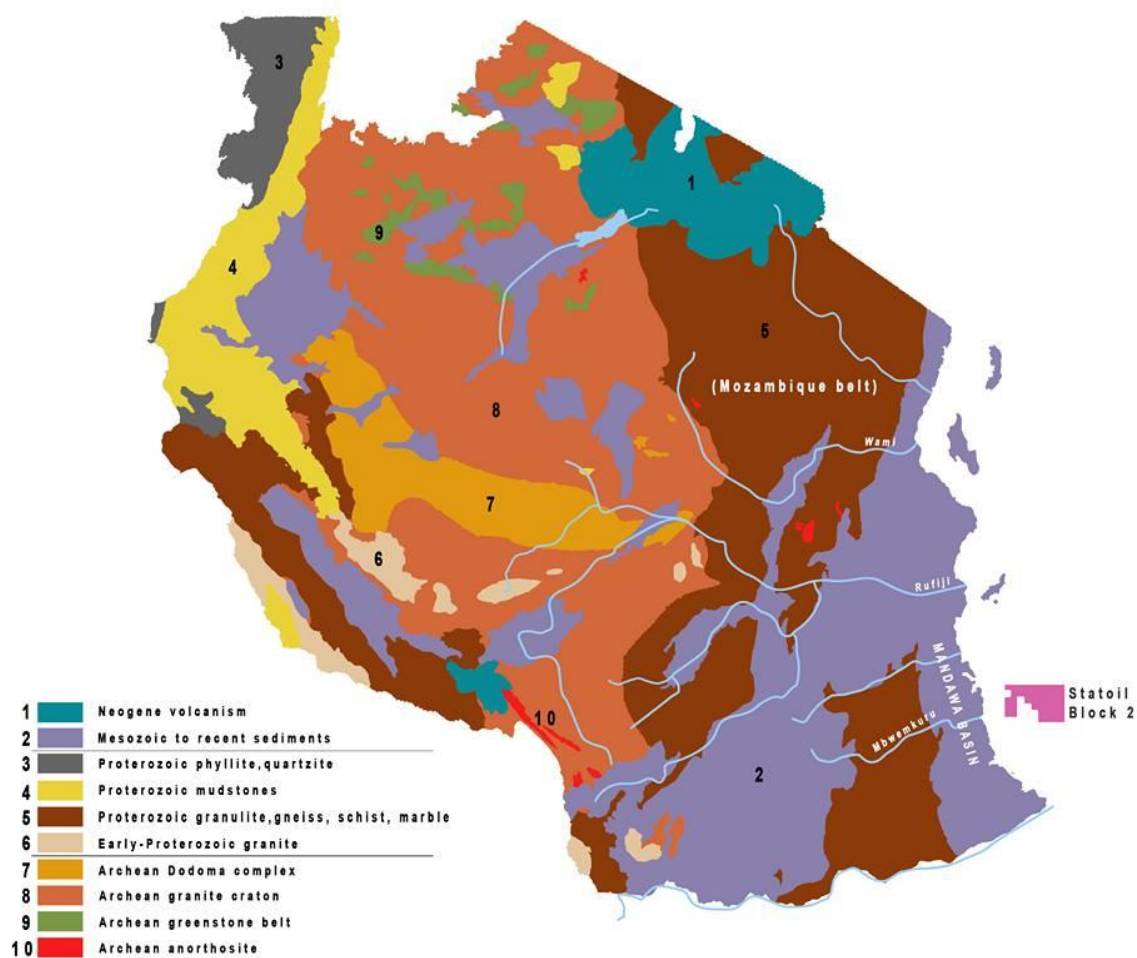 3
1
4
9
5
(Mozambique belt)
8
Wami
7
6
Rufiji
MANDAWA BASIN
Statoil
Block 2
10
Mbwemkuru
2
1 Neogene volcanism
2 Mesozoic to recent sediments
3 Proterozoic phyllite,quartzite
4 Proterozoic mudstones
5 Proterozoic granulite,gneiss, schist, marble
6 Early-Proterozoic granite
7 Archean Dodoma complex
8 Archean granite craton
9 Archean greenstone belt
10 Archean anorthosite